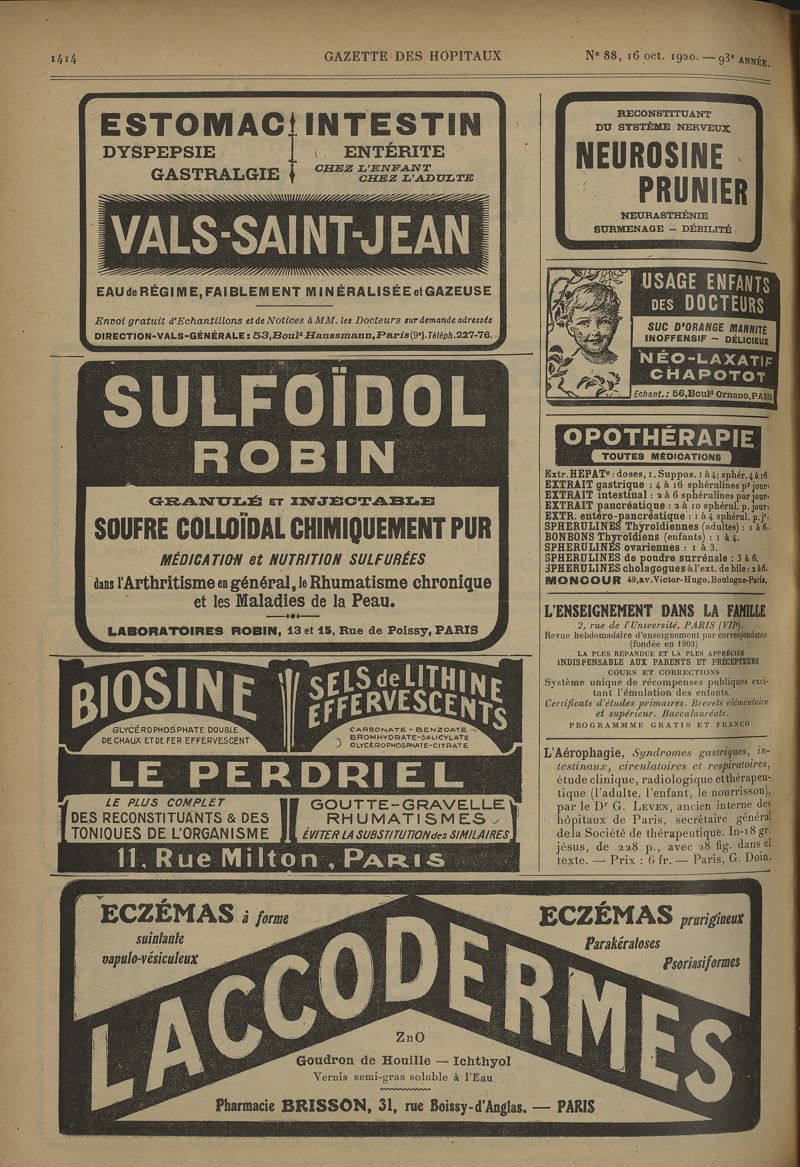 1414
GAZETTE DES HOPITAUX
N° 88, 16 oct. 1920. — 93e ANNÉE.
ESTOMAC INTESTIN
DYSPEPSIE
GASTRALGIE
ENTÉRITE
CHEZ L'ENFANT
CHEZ L'ADULTE
VALS-SAINT-JEAN
EAU de RÉGIME, FAIBLEMENT MINÉRALISÉE et GAZEUSE
Envoi gratuit d'Echantillons et de Notices à MM. les Docteurs sur demande adressée
DIRECTION-VALS-GÉNÉRALE: 53, Bould Haussmann, Paris (9e). Téléph. 227-76.
SULFOÏDOL
ROBIN
GRANULÉ ET INJECTABLE
SOUFRE COLLOÏDAL CHIMIQUEMENT PUR
MÉDICATION et NUTRITION SULFURÉES
dans l'Arthritisme en général, le Rhumatisme chronique
et les Maladies de la Peau.
LABORATOIRES ROBIN, 13 et 15, Rue de Poissy, PARIS
BIOSINE
GLYCÉROPHOSPHATE DOUBLE
DE CHAUX ET DE FER EFFERVESCENT
SELS de LITHINE
EFFERVESCENTS
CARBONATE - BENZOATE
BROMHYDRATE-SALICYLATE
GLYCÉROPHOSPHATE-CITRATE
LE PERDRIEL
LE PLUS COMPLET
DES RECONSTITUANTS & DES
TONIQUES DE L'ORGANISME
GOUTTE-GRAVELLE
RHUMATISMES
ÉVITER LA SUBSTITUTION des SIMILAIRES
11, Rue Milton, PARIS
RECONSTITUANT
DU SYSTÈME NERVEUX
NEUROSINE
PRUNIER
NEURASTHÉNIE
SURMENAGE — DÉBILITÉ
USAGE ENFANTS
DES DOCTEURS
SUC D'ORANGE MANNITÉ
INOFFENSIF — DÉLICIEUX
NÉO-LAXATIF
CHAPOTOT
Echant.: 56, Bould Ornano, PARIS
OPOTHÉRAPIE
TOUTES MÉDICATIONS
Extr. HEPATe: doses, 1. Suppos. 1 à 4; sphér. 4 à 16
EXTRAIT gastrique : 4 à 16 sphérulines pr jour.
EXTRAIT intestinal : 2 à 6 sphérulines par jour.
EXTRAIT pancréatique : 2 à 10 sphérul. p. jour.
EXTR. entéro-pancréatique : 1 à 4 sphérul. p. jr.
SPHERULINES Thyroïdiennes (adultes) : 1 à 6.
BONBONS Thyroïdiens (enfants) : 1 à 4.
SPHERULINES ovariennes : 1 à 3.
SPHERULINES de poudre surrénale : 3 à 6.
SPHERULINES cholagogues à l'ext. de bile: 2 à 6.
MONCOUR 49, av. Victor-Hugo, Boulogne-Paris.
L'ENSEIGNEMENT DANS LA FAMILLE
2, rue de l'Université, PARIS (VIIe).
Revue hebdomadaire d'enseignement par correspondance
(fondée en 1903)
LA PLUS RÉPANDUE ET LA PLUS APPRÉCIÉE
INDISPENSABLE AUX PARENTS ET PRÉCEPTEURS
COURS ET CORRECTIONS
Système unique de récompenses publiques exci-
tant l'émulation des enfants.
Certificats d'études primaires. Brevets élémentaire
et supérieur. Baccalauréats.
PROGRAMMME GRATIS ET FRANCO
L'Aérophagie, Syndromes gastriques, in-
testinaux, circulatoires et respiratoires,
étude clinique, radiologique et thérapeu-
tique (l'adulte, l'enfant, le nourrisson),
par le Dr G. LEVEN, ancien interne des
hôpitaux de Paris, secrétaire général
de la Société de thérapeutique. In-18 gr.
jésus, de 228 p., avec 28 fig. dans el
texte. — Prix : 6 fr. — Paris, G. Doin.
ECZÉMAS à forme
suintante
vapulo-vésiculeux
ECZÉMAS prurigineux
Parakératoses
Psoriasiformes
LACCODERMES
ZnO
Goudron de Houille — Ichthyol
Vernis semi-gras soluble à l'Eau
Pharmacie BRISSON, 31, rue Boissy-d'Anglas. — PARIS